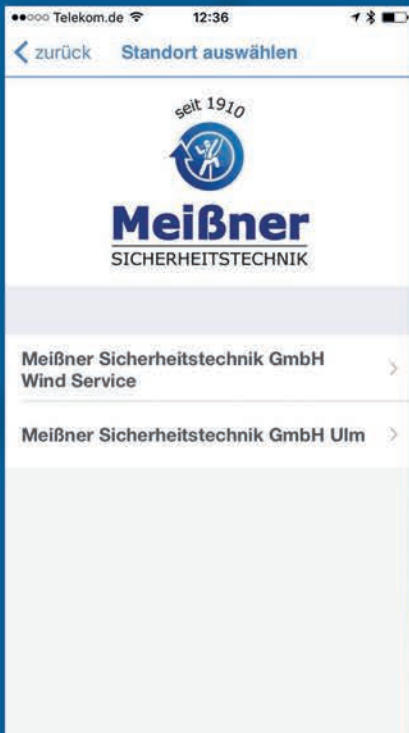 Telekom.de 12:36
zurück Standort auswählen
seit 1910
Meißner
SICHERHEITSTECHNIK
Meißner Sicherheitstechnik GmbH
Wind Service
Meißner Sicherheitstechnik GmbH Ulm